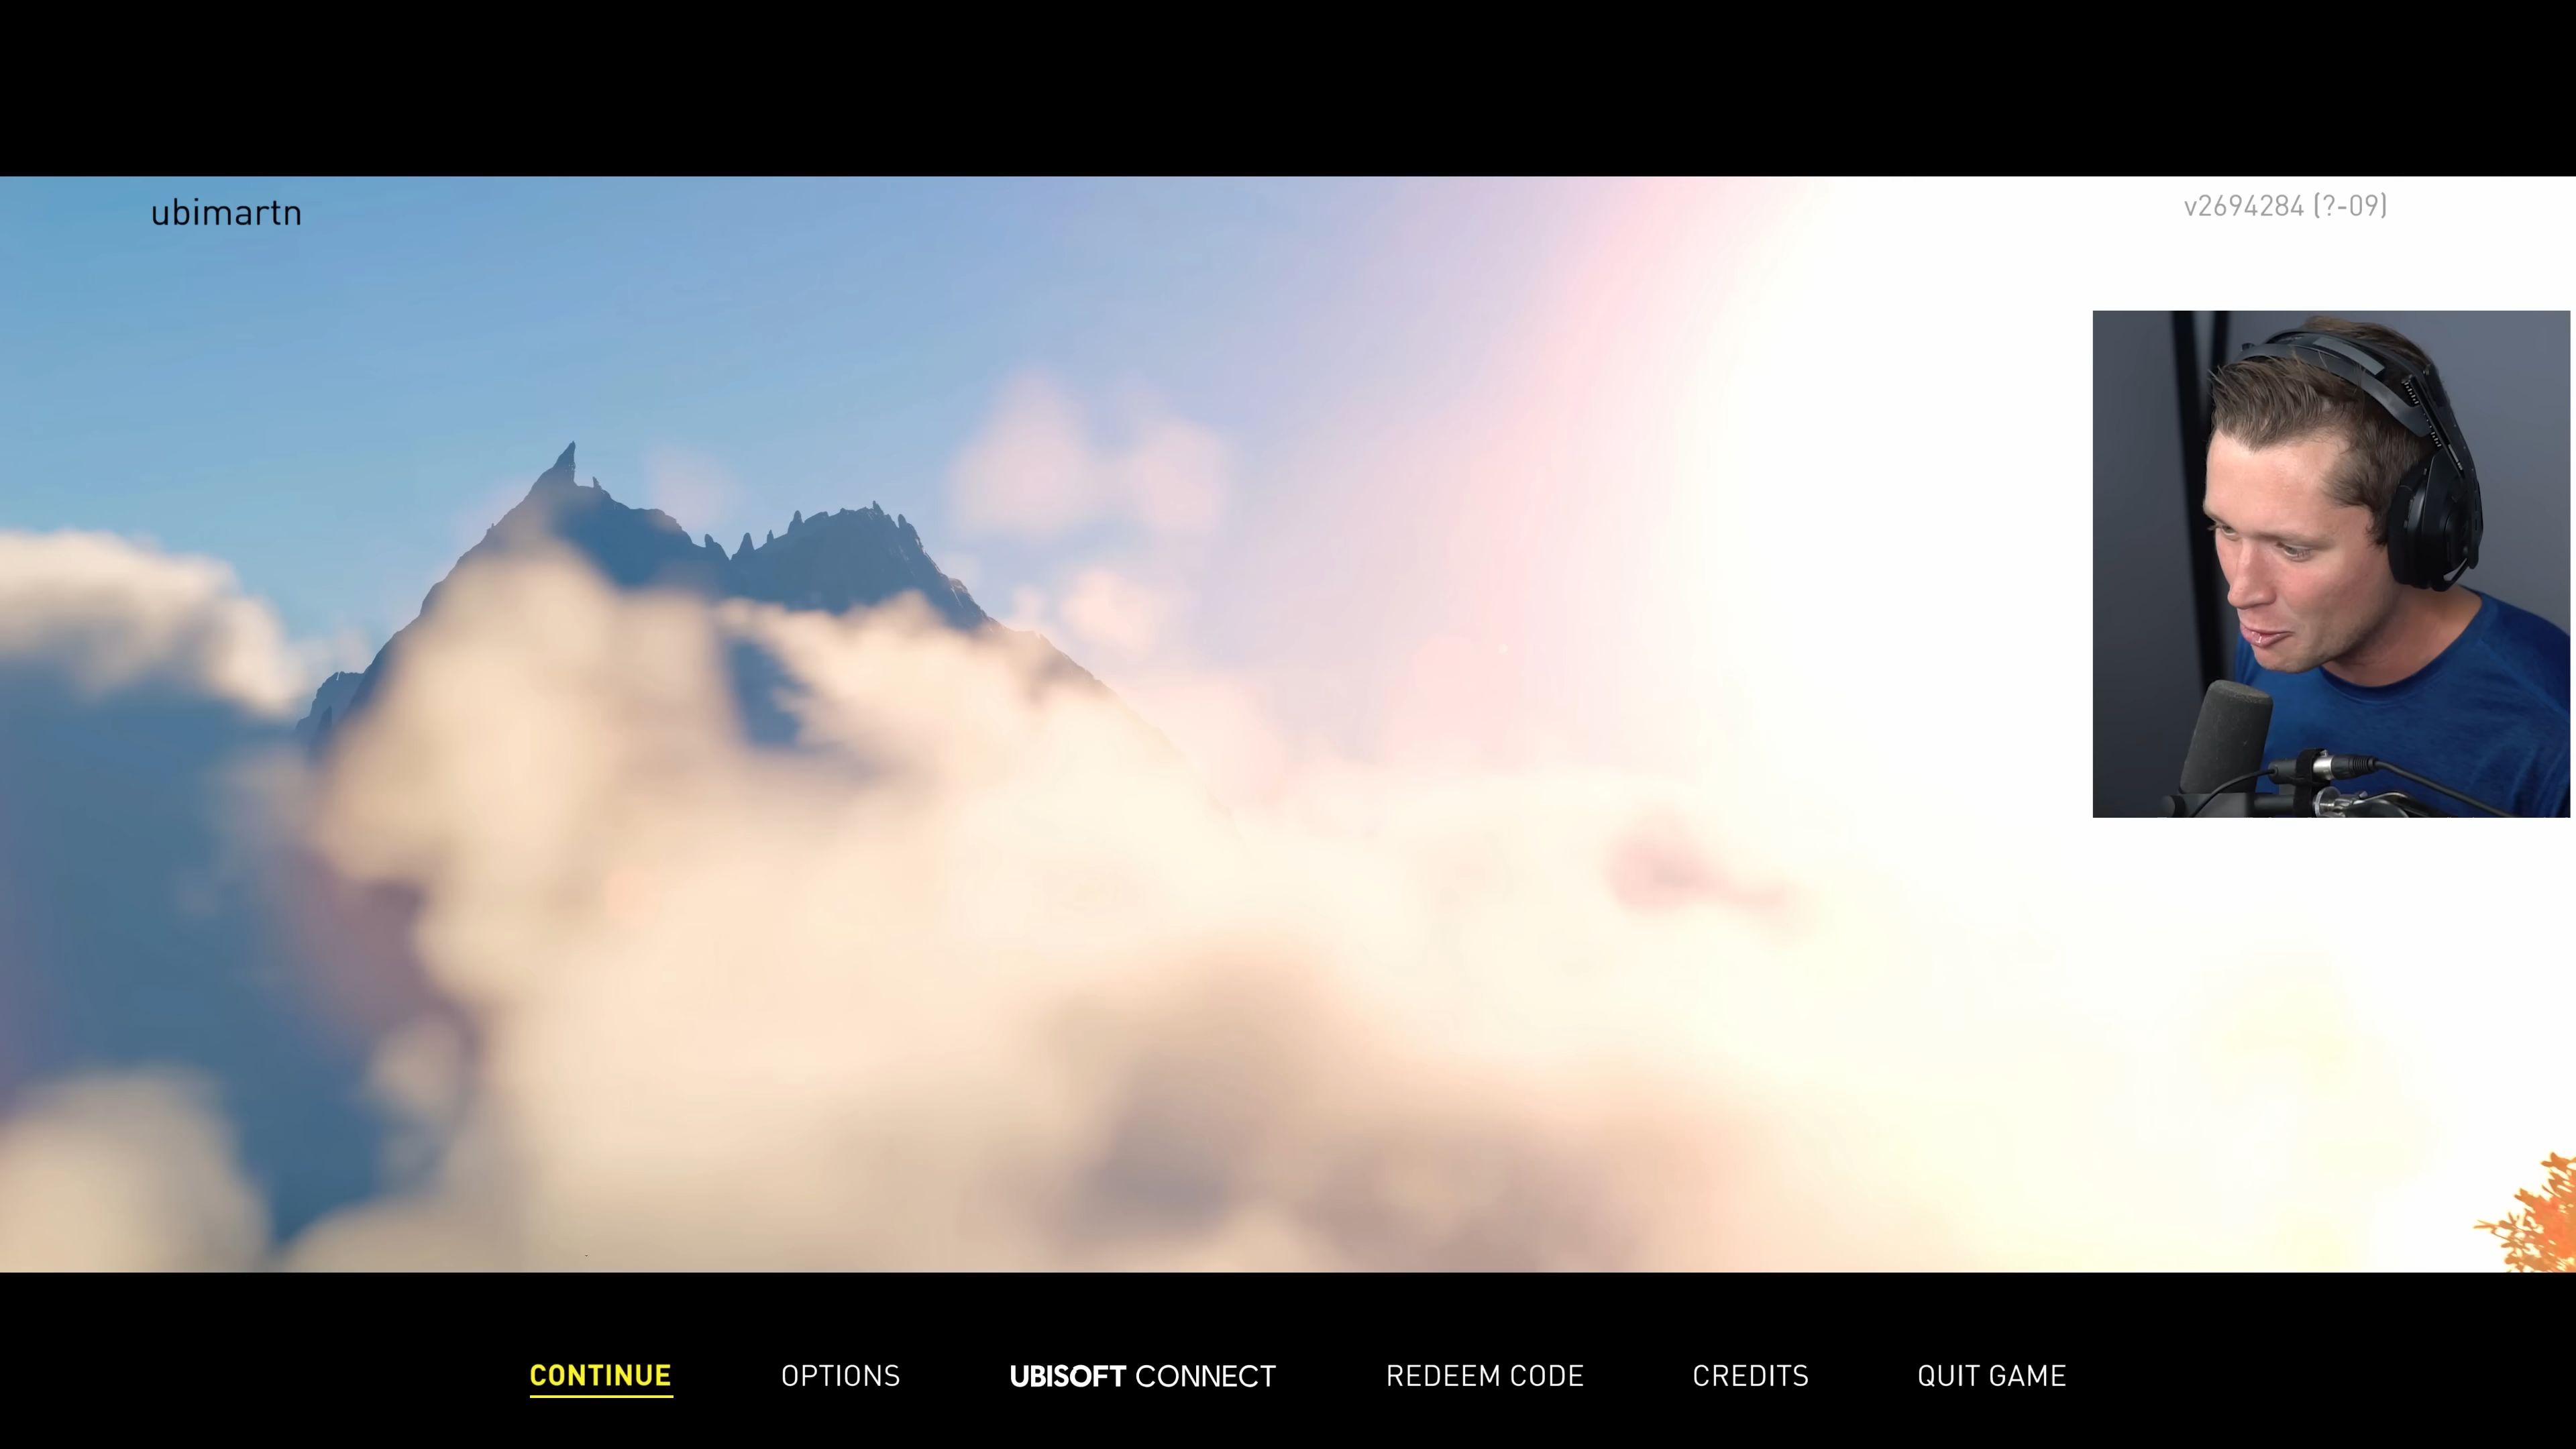 ubimartn
v2694284 (?-09)
CONTINUE
OPTIONS
UBISOFT CONNECT
REDEEM CODE
CREDITS
QUIT GAME